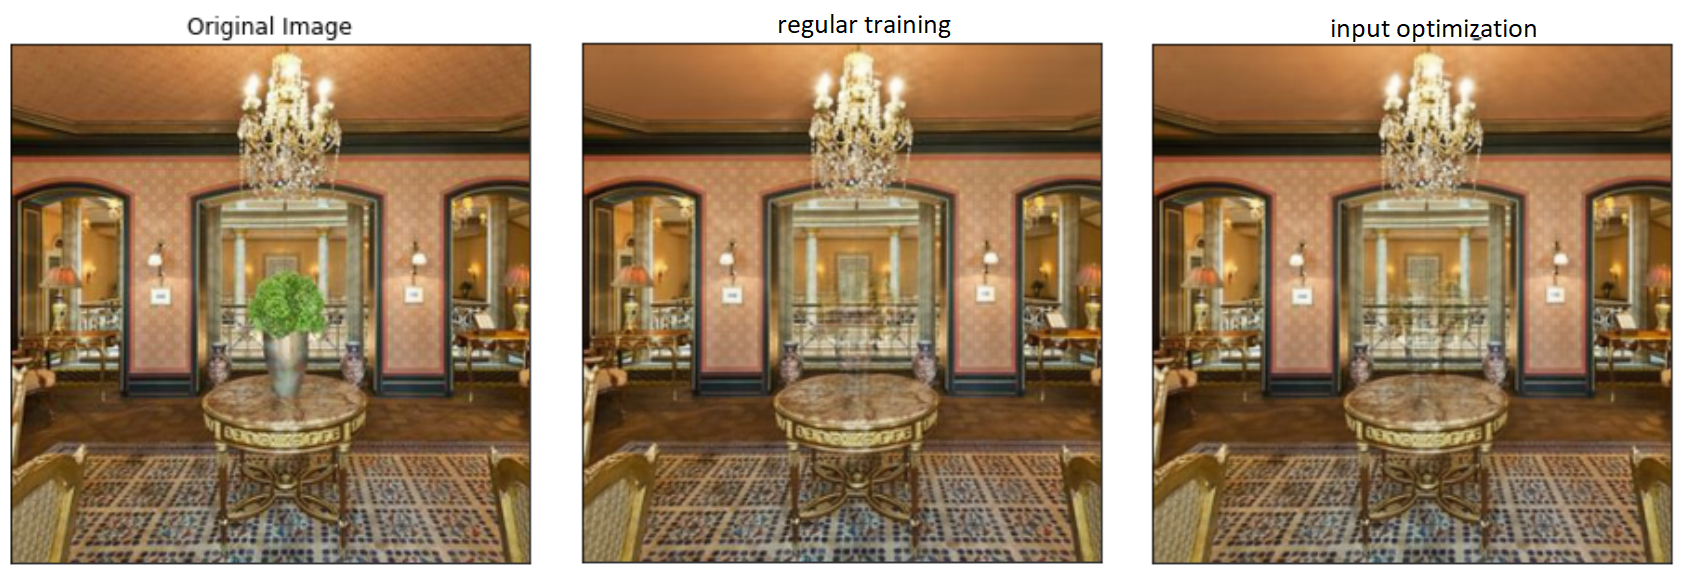 Original Image
regular training
input optimization